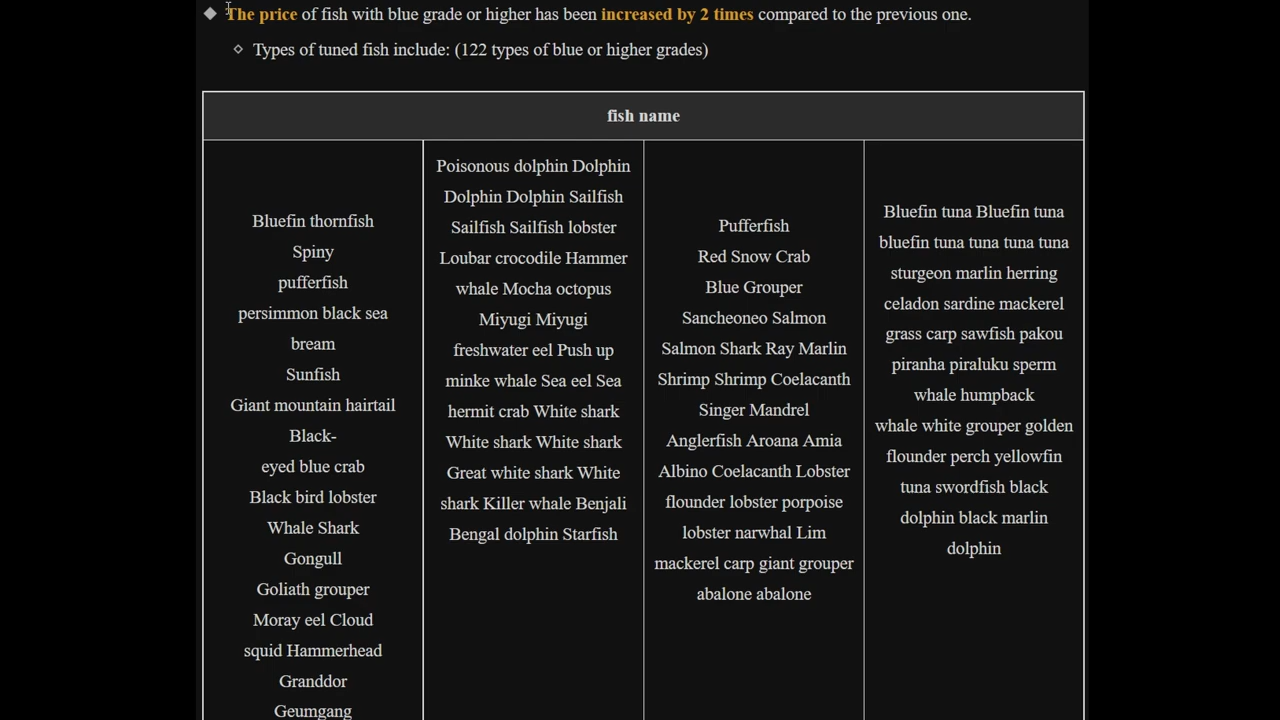 The price of fish with blue grade or higher has been increased by 2 times compared to the previous one.
Types of tuned fish include: (122 types of blue or higher grades)
fish name
Bluefin thornfish
Spiny
pufferfish
persimmon black sea
bream
Sunfish
Giant mountain hairtail
Black-
eyed blue crab
Black bird lobster
Whale Shark
Gongull
Goliath grouper
Moray eel Cloud
squid Hammerhead
Granddor
Geumgang
Poisonous dolphin Dolphin
Dolphin Dolphin Sailfish
Sailfish Sailfish lobster
Loubar crocodile Hammer
whale Mocha octopus
Miyugi Miyugi
freshwater eel Push up
minke whale Sea eel Sea
hermit crab White shark
White shark White shark
Great white shark White
shark Killer whale Benjali
Bengal dolphin Starfish
Pufferfish
Red Snow Crab
Blue Grouper
Sancheoneo Salmon
Salmon Shark Ray Marlin
Shrimp Shrimp Coelacanth
Singer Mandrel
Anglerfish Aroana Amia
Albino Coelacanth Lobster
flounder lobster porpoise
lobster narwhal Lim
mackerel carp giant grouper
abalone abalone
Bluefin tuna Bluefin tuna
bluefin tuna tuna tuna tuna
sturgeon marlin herring
celadon sardine mackerel
grass carp sawfish pakou
piranha piraluku sperm
whale humpback
whale white grouper golden
flounder perch yellowfin
tuna swordfish black
dolphin black marlin
dolphin